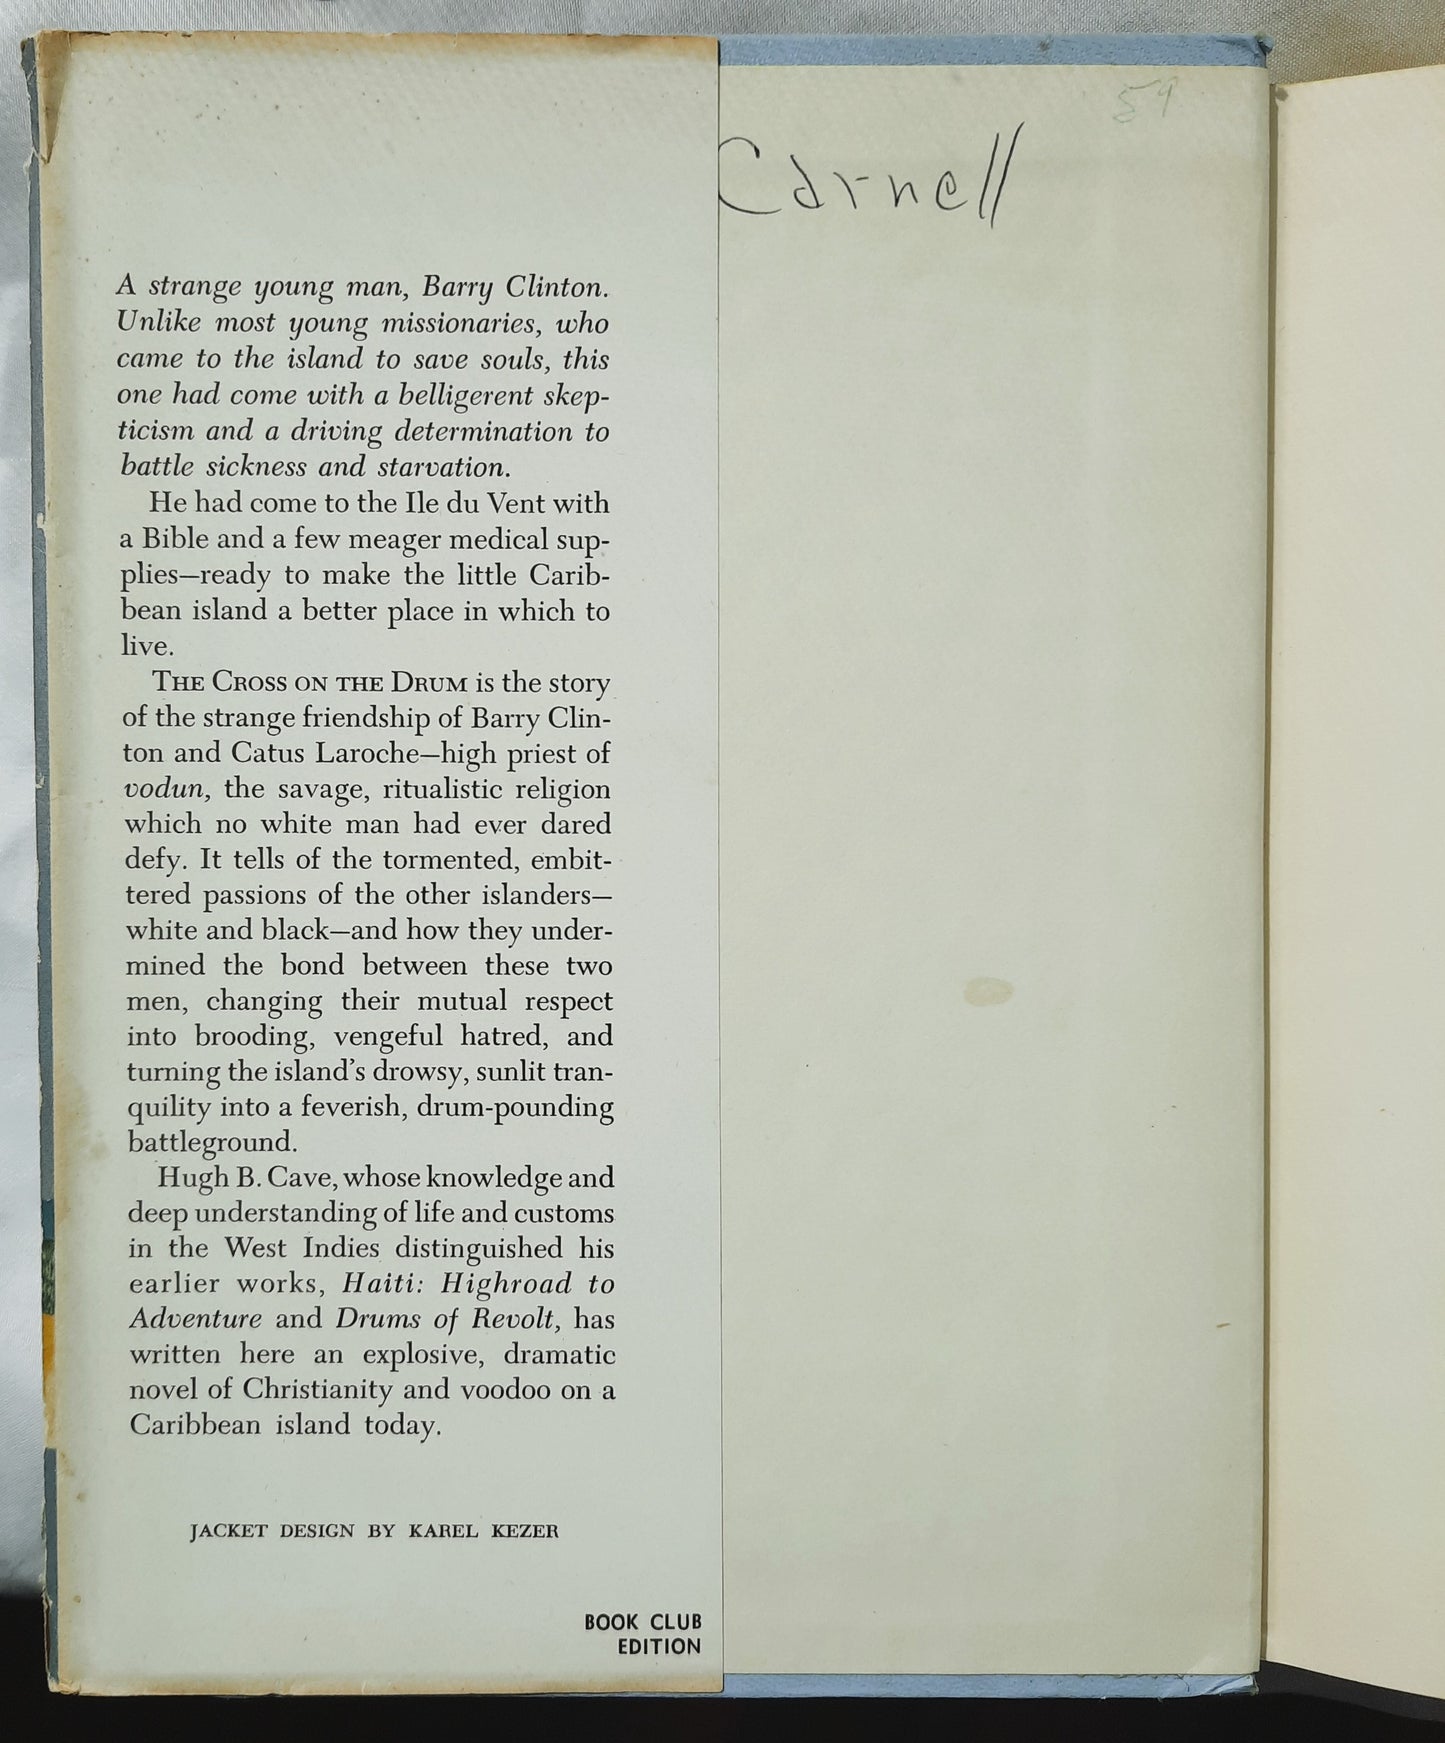 A strange young man, Barry Clinton.
Unlike most young missionaries, who
came to the island to save souls, this
one had come with a belligerent skep-
ticism and a driving determination to
battle sickness and starvation.
He had come to the Ile du Vent with
a Bible and a few meager medical sup-
plies—ready to make the little Carib-
bean island a better place in which to
live.
THE CROSS ON THE DRUM is the story
of the strange friendship of Barry Clin-
ton and Catus Laroche—high priest of
vodun, the savage, ritualistic religion
which no white man had ever dared
defy. It tells of the tormented, embit-
tered passions of the other islanders—
white and black—and how they under-
mined the bond between these two
men, changing their mutual respect
into brooding, vengeful hatred, and
turning the island's drowsy, sunlit tran-
quility into a feverish, drum-pounding
battleground.
Hugh B. Cave, whose knowledge and
deep understanding of life and customs
in the West Indies distinguished his
earlier works, Haiti: Highroad to
Adventure and Drums of Revolt, has
written here an explosive, dramatic
novel of Christianity and voodoo on a
Caribbean island today.
JACKET DESIGN BY KAREL KEZER
BOOK CLUB
EDITION
59
Carnell